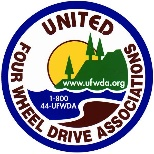 UNITED
FOUR WHEEL DRIVE ASSOCIATIONS
www.ufwda.org
1-800
44-UFWDA